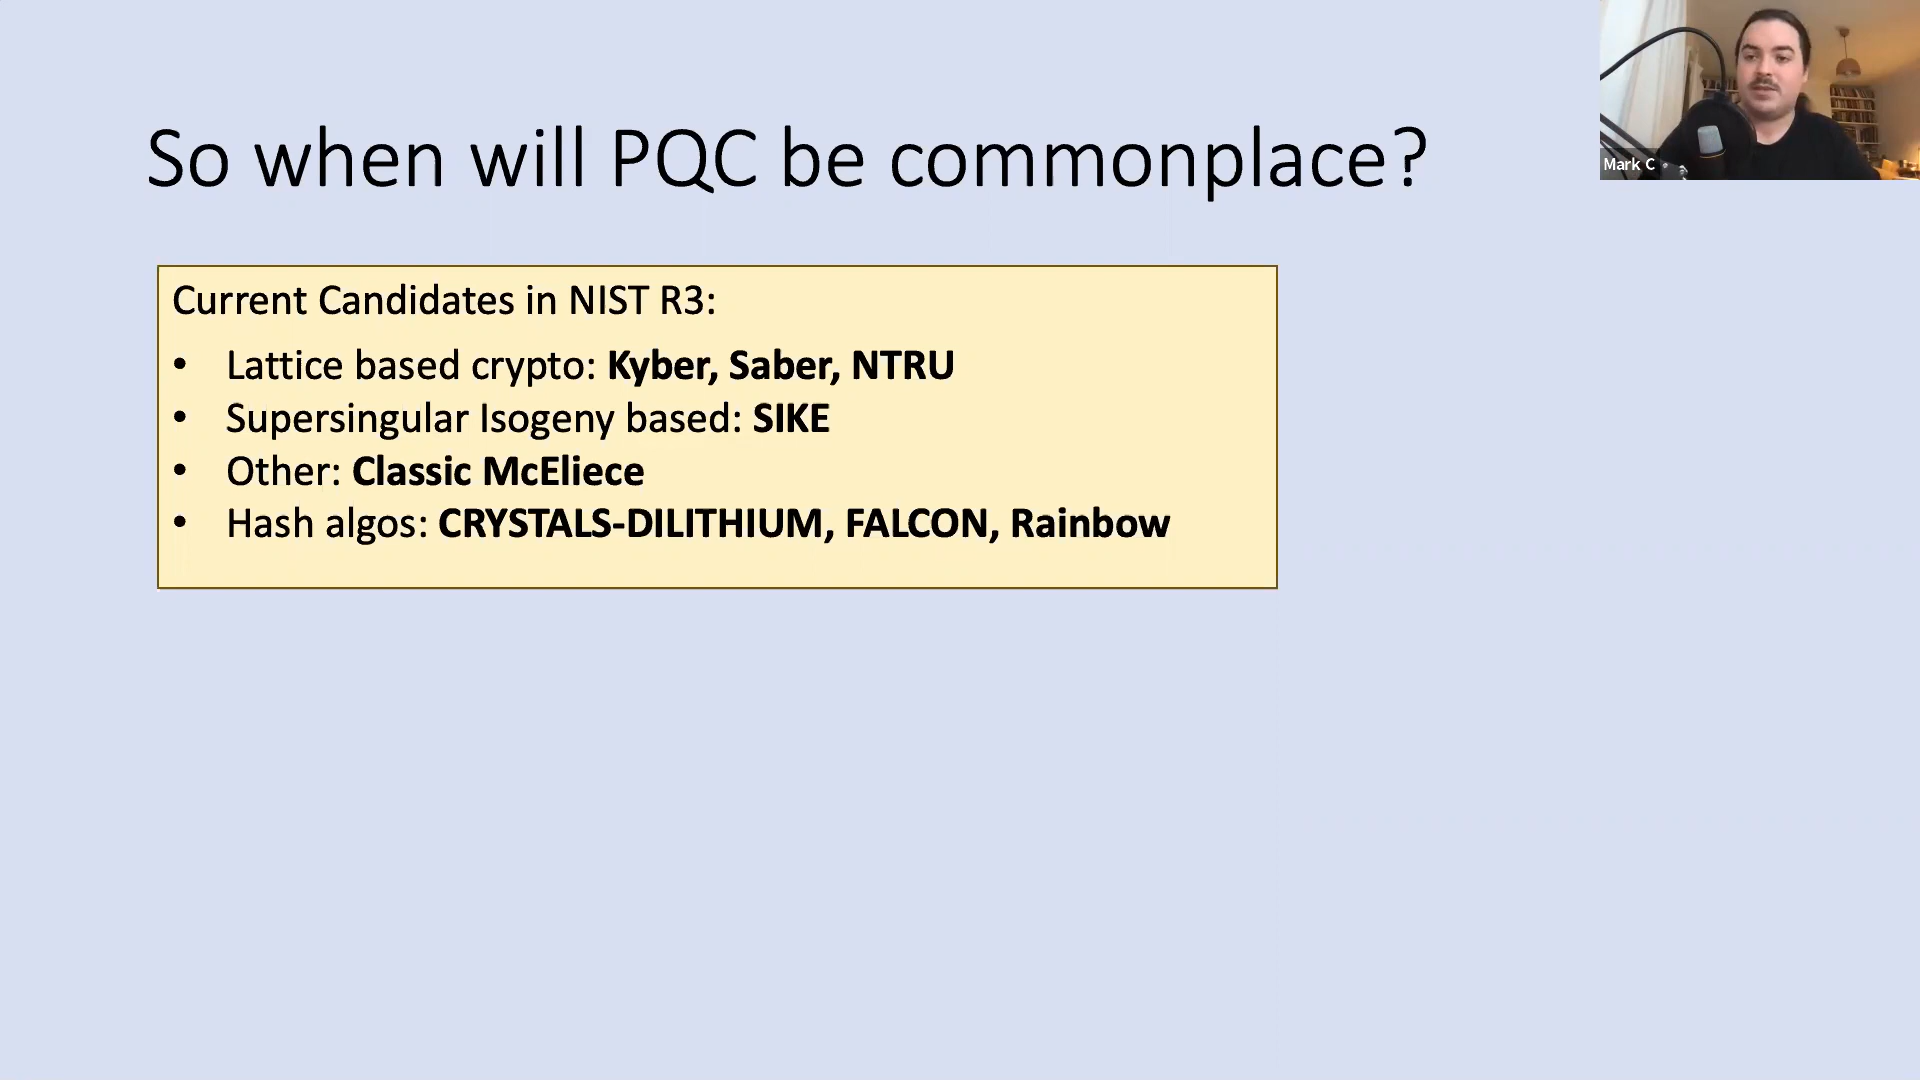 So when will PQC be commonplace?
Mark C
Current Candidates in NIST R3:
• Lattice based crypto: Kyber, Saber, NTRU
• Supersingular Isogeny based: SIKE
• Other: Classic McEliece
• Hash algos: CRYSTALS-DILITHIUM, FALCON, Rainbow